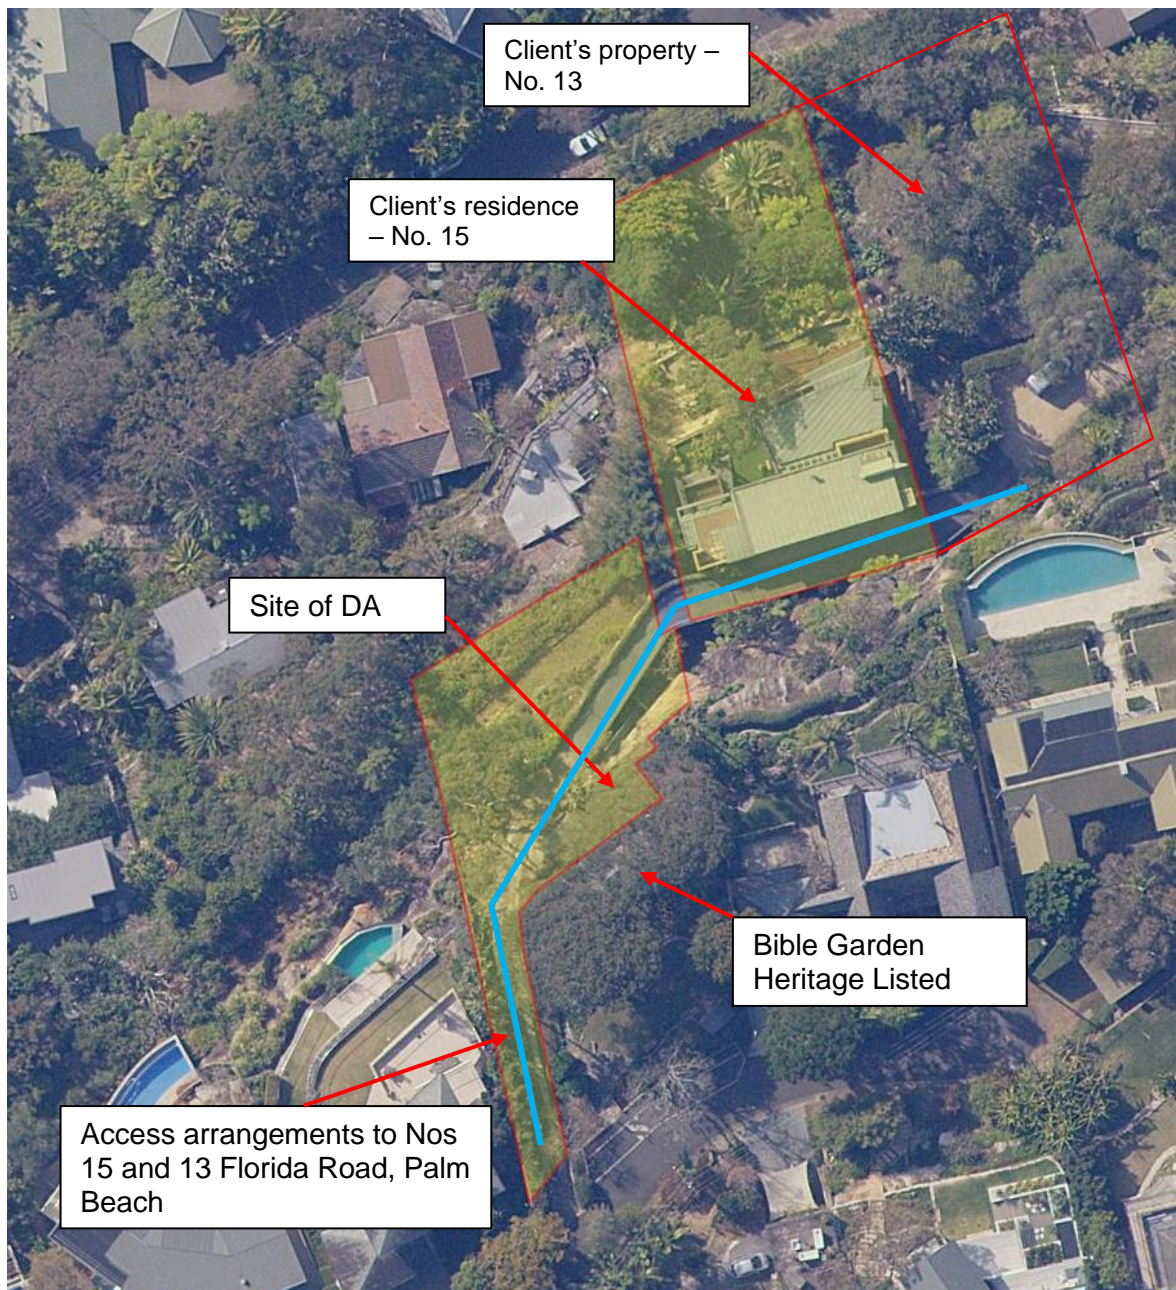 Client's property –
No. 13
Client's residence
– No. 15
Site of DA
Bible Garden
Heritage Listed
Access arrangements to Nos
15 and 13 Florida Road, Palm
Beach